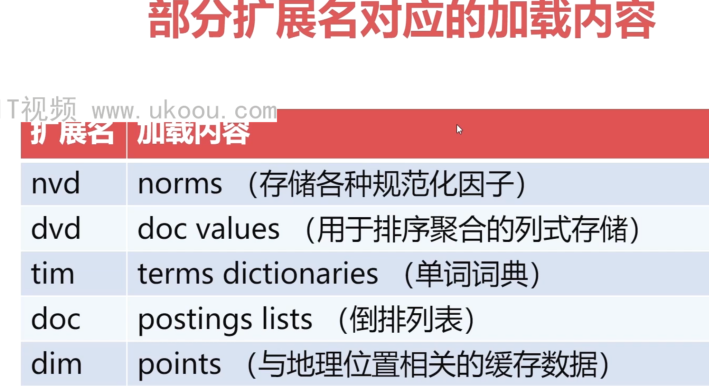 部分扩展名对应的加载内容
IT视频 www.ukoou.com
扩展名 加载内容
nvd norms （存储各种规范化因子）
dvd doc values （用于排序聚合的列式存储）
tim terms dictionaries （单词词典）
doc postings lists （倒排列表）
dim points （与地理位置相关的缓存数据）